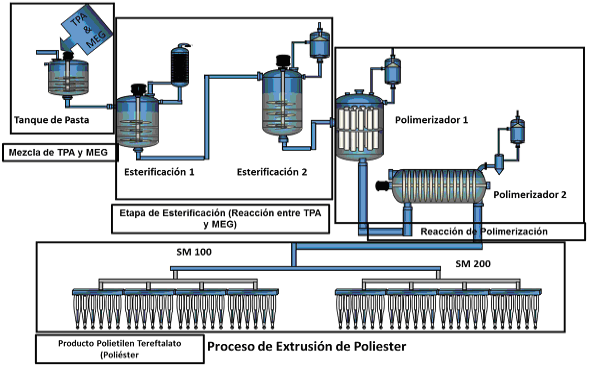 TPA
& MEG
Tanque de Pasta
Mezcla de TPA y MEG
Esterificación 1
Esterificación 2
Etapa de Esterificación (Reacción entre TPA
y MEG)
Polimerizador 1
Polimerizador 2
Reacción de Polimerización
SM 100
SM 200
Producto Polietilen Tereftalato
(Poliéster
Proceso de Extrusión de Poliester